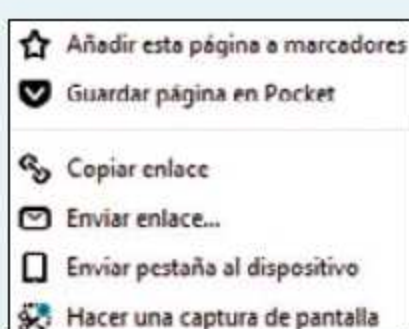 Añadir esta página a marcadores
Guardar página en Pocket
Copiar enlace
Enviar enlace...
Enviar pestaña al dispositivo
Hacer una captura de pantalla